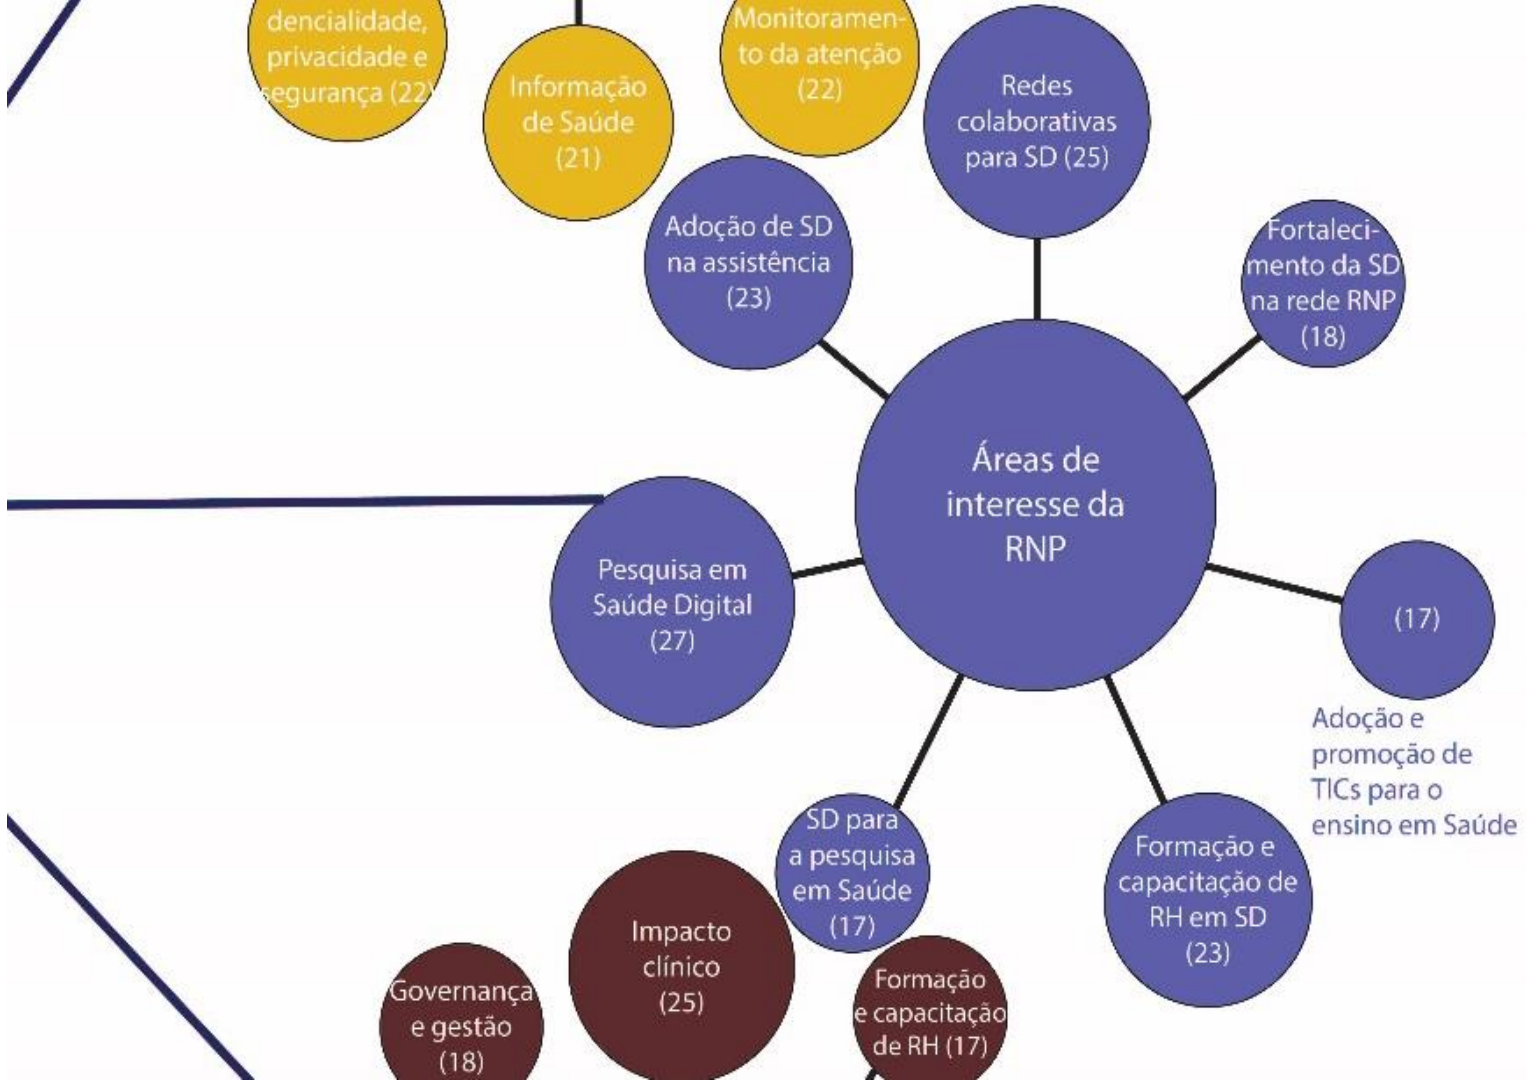 dencialidade,
privacidade e
segurança (22)
Informação
de Saúde
(21)
Monitoramen-
to da atenção
(22)
Redes
colaborativas
para SD (25)
Adoção de SD
na assistência
(23)
Fortaleci-
mento da SD
na rede RNP
(18)
Áreas de
interesse da
RNP
Pesquisa em
Saúde Digital
(27)
(17)
Adoção e
promoção de
TICs para o
ensino em Saúde
SD para
a pesquisa
em Saúde
(17)
Formação e
capacitação de
RH em SD
(23)
Impacto
clínico
(25)
Governança
e gestão
(18)
Formação
e capacitação
de RH (17)